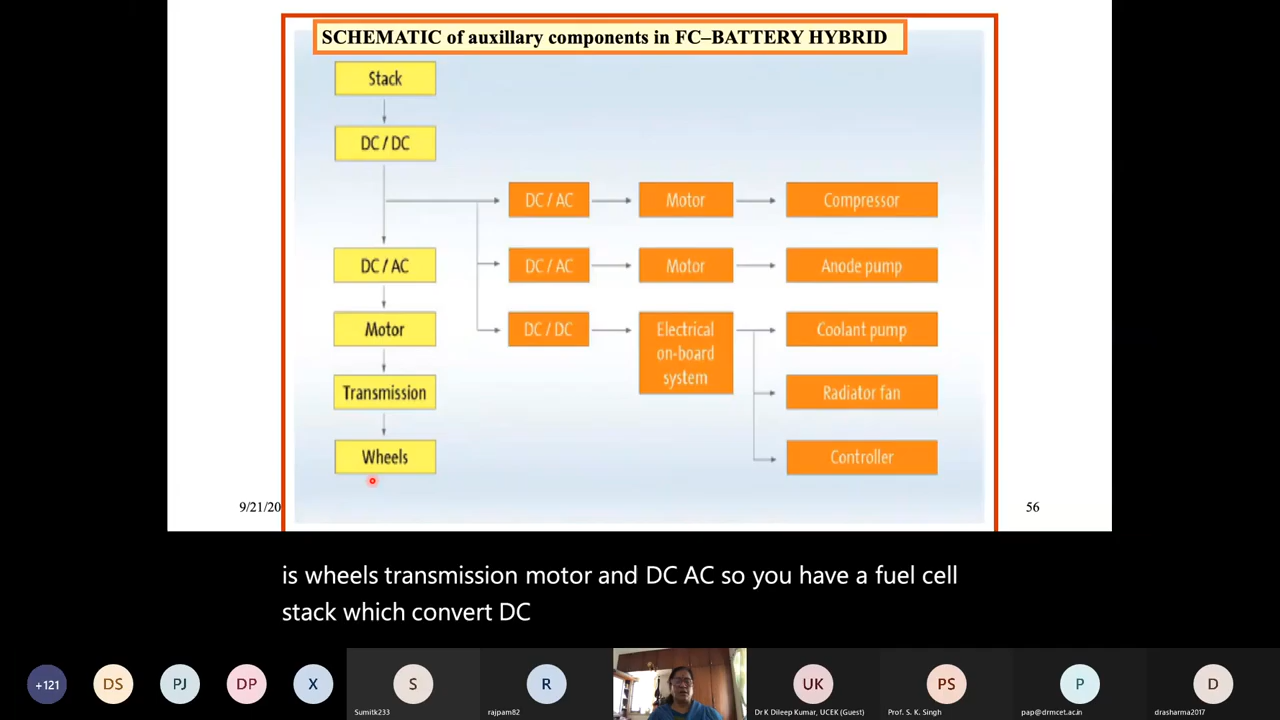 SCHEMATIC of auxillary components in FC–BATTERY HYBRID
Stack
DC / DC
DC / AC
Motor
Compressor
DC / AC
DC / AC
Motor
Anode pump
Motor
DC / DC
Electrical
on-board
system
Coolant pump
Transmission
Radiator fan
Wheels
Controller
9/21/20
56
is wheels transmission motor and DC AC so you have a fuel cell
stack which convert DC
+121
DS
PJ
DP
X
S
R
UK
PS
P
D
Sumitk233
rajpam82
Dr K Dileep Kumar, UCEK (Guest)
Prof. S. K. Singh
pap@drmcet.ac.in
drasharma2017